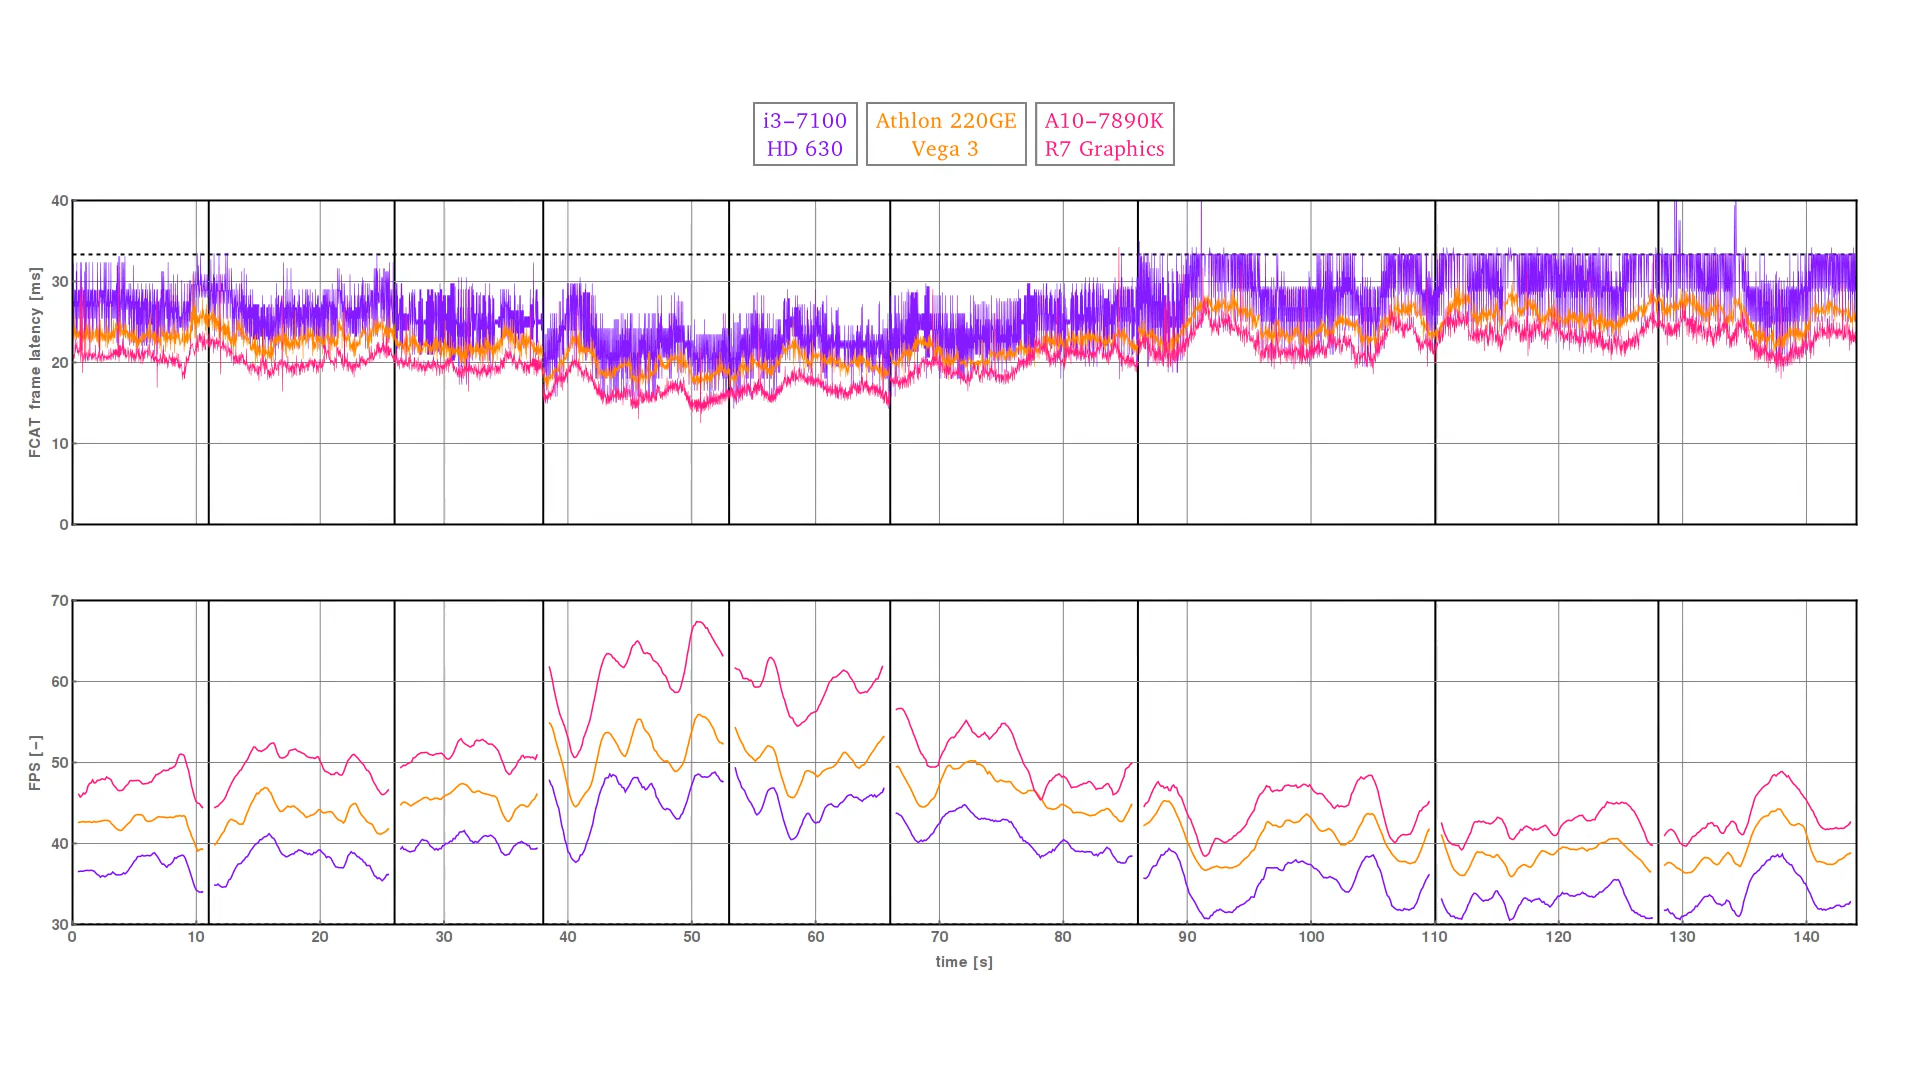 i3-7100
HD 630
Athlon 220GE
Vega 3
A10-7890K
R7 Graphics
40
30
20
10
0
FCAT frame latency [ms]
70
60
50
40
30
FPS [-]
0 10 20 30 40 50 60 70 80 90 100 110 120 130 140
time [s]